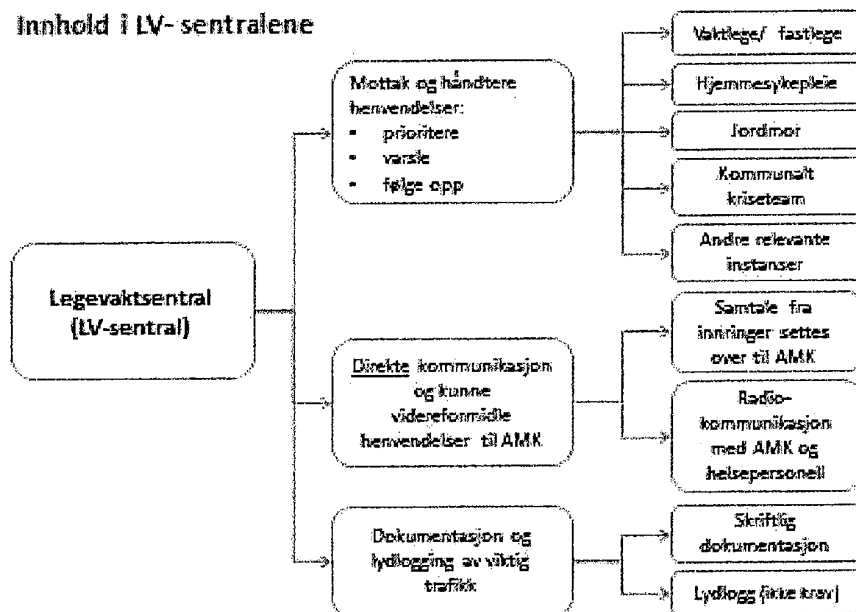 Innhold i LV- sentralene
Legevaktsentral
(LV-sentral)
Mottak og håndtere
henvendelser:
• prioritere
• varsle
• følge opp
Vaktlege/ fastlege
Hjemmesykepleie
Jordmor
Kommunalt
kriseteam
Andre relevante
instanser
Direkte kommunikasjon
og kunne
videreformidle
henvendelser til AMK
Samtale fra
innringer settes
over til AMK
Radio-
kommunikasjon
med AMK og
helsepersonell
Dokumentasjon og
lydlogging av viktig
trafikk
Skriftlig
dokumentasjon
Lydlogg (ikke krav)